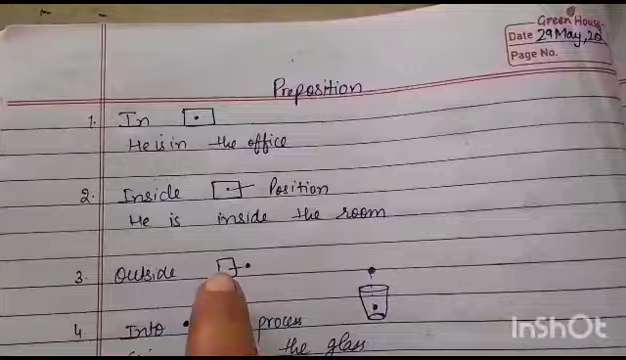 Green House
Date 29 May, 20
Page No.
Preposition
1. In
He is in the office
2. Inside Position
He is inside the room
3. Outside
4. Into process
the glass
InShOt